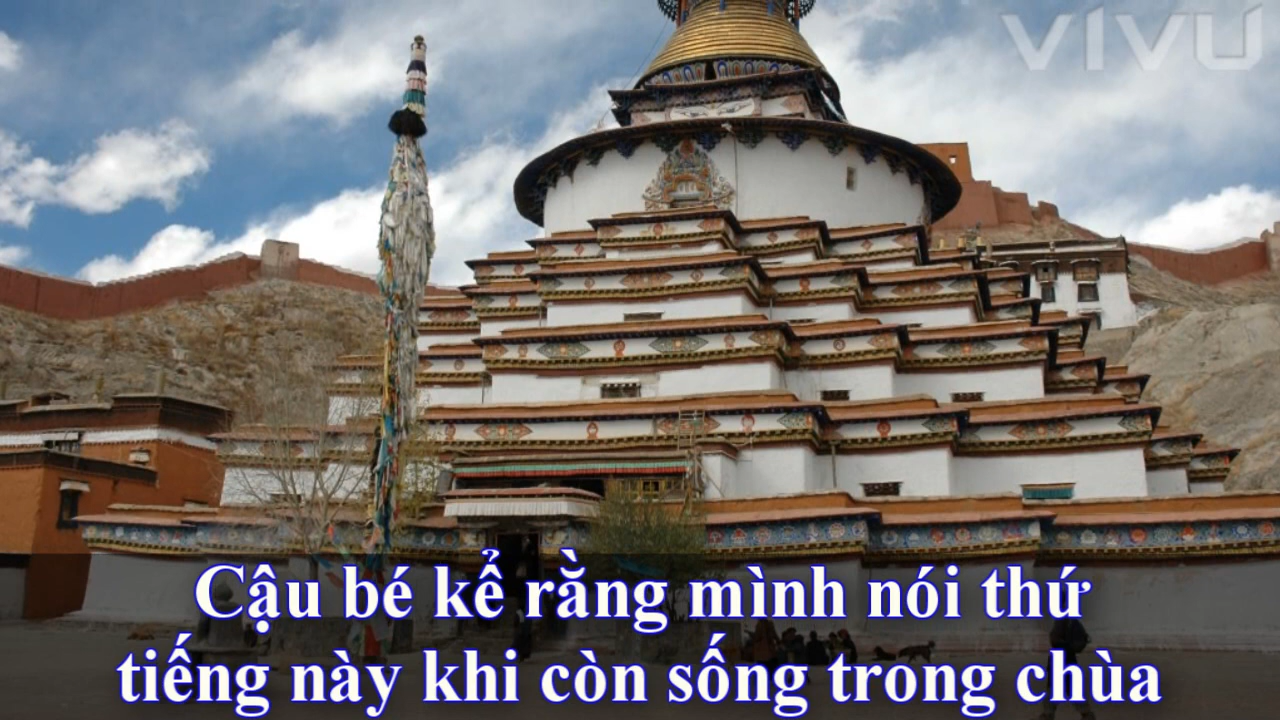 VIVU
Cậu bé kể rằng mình nói thứ
tiếng này khi còn sống trong chùa